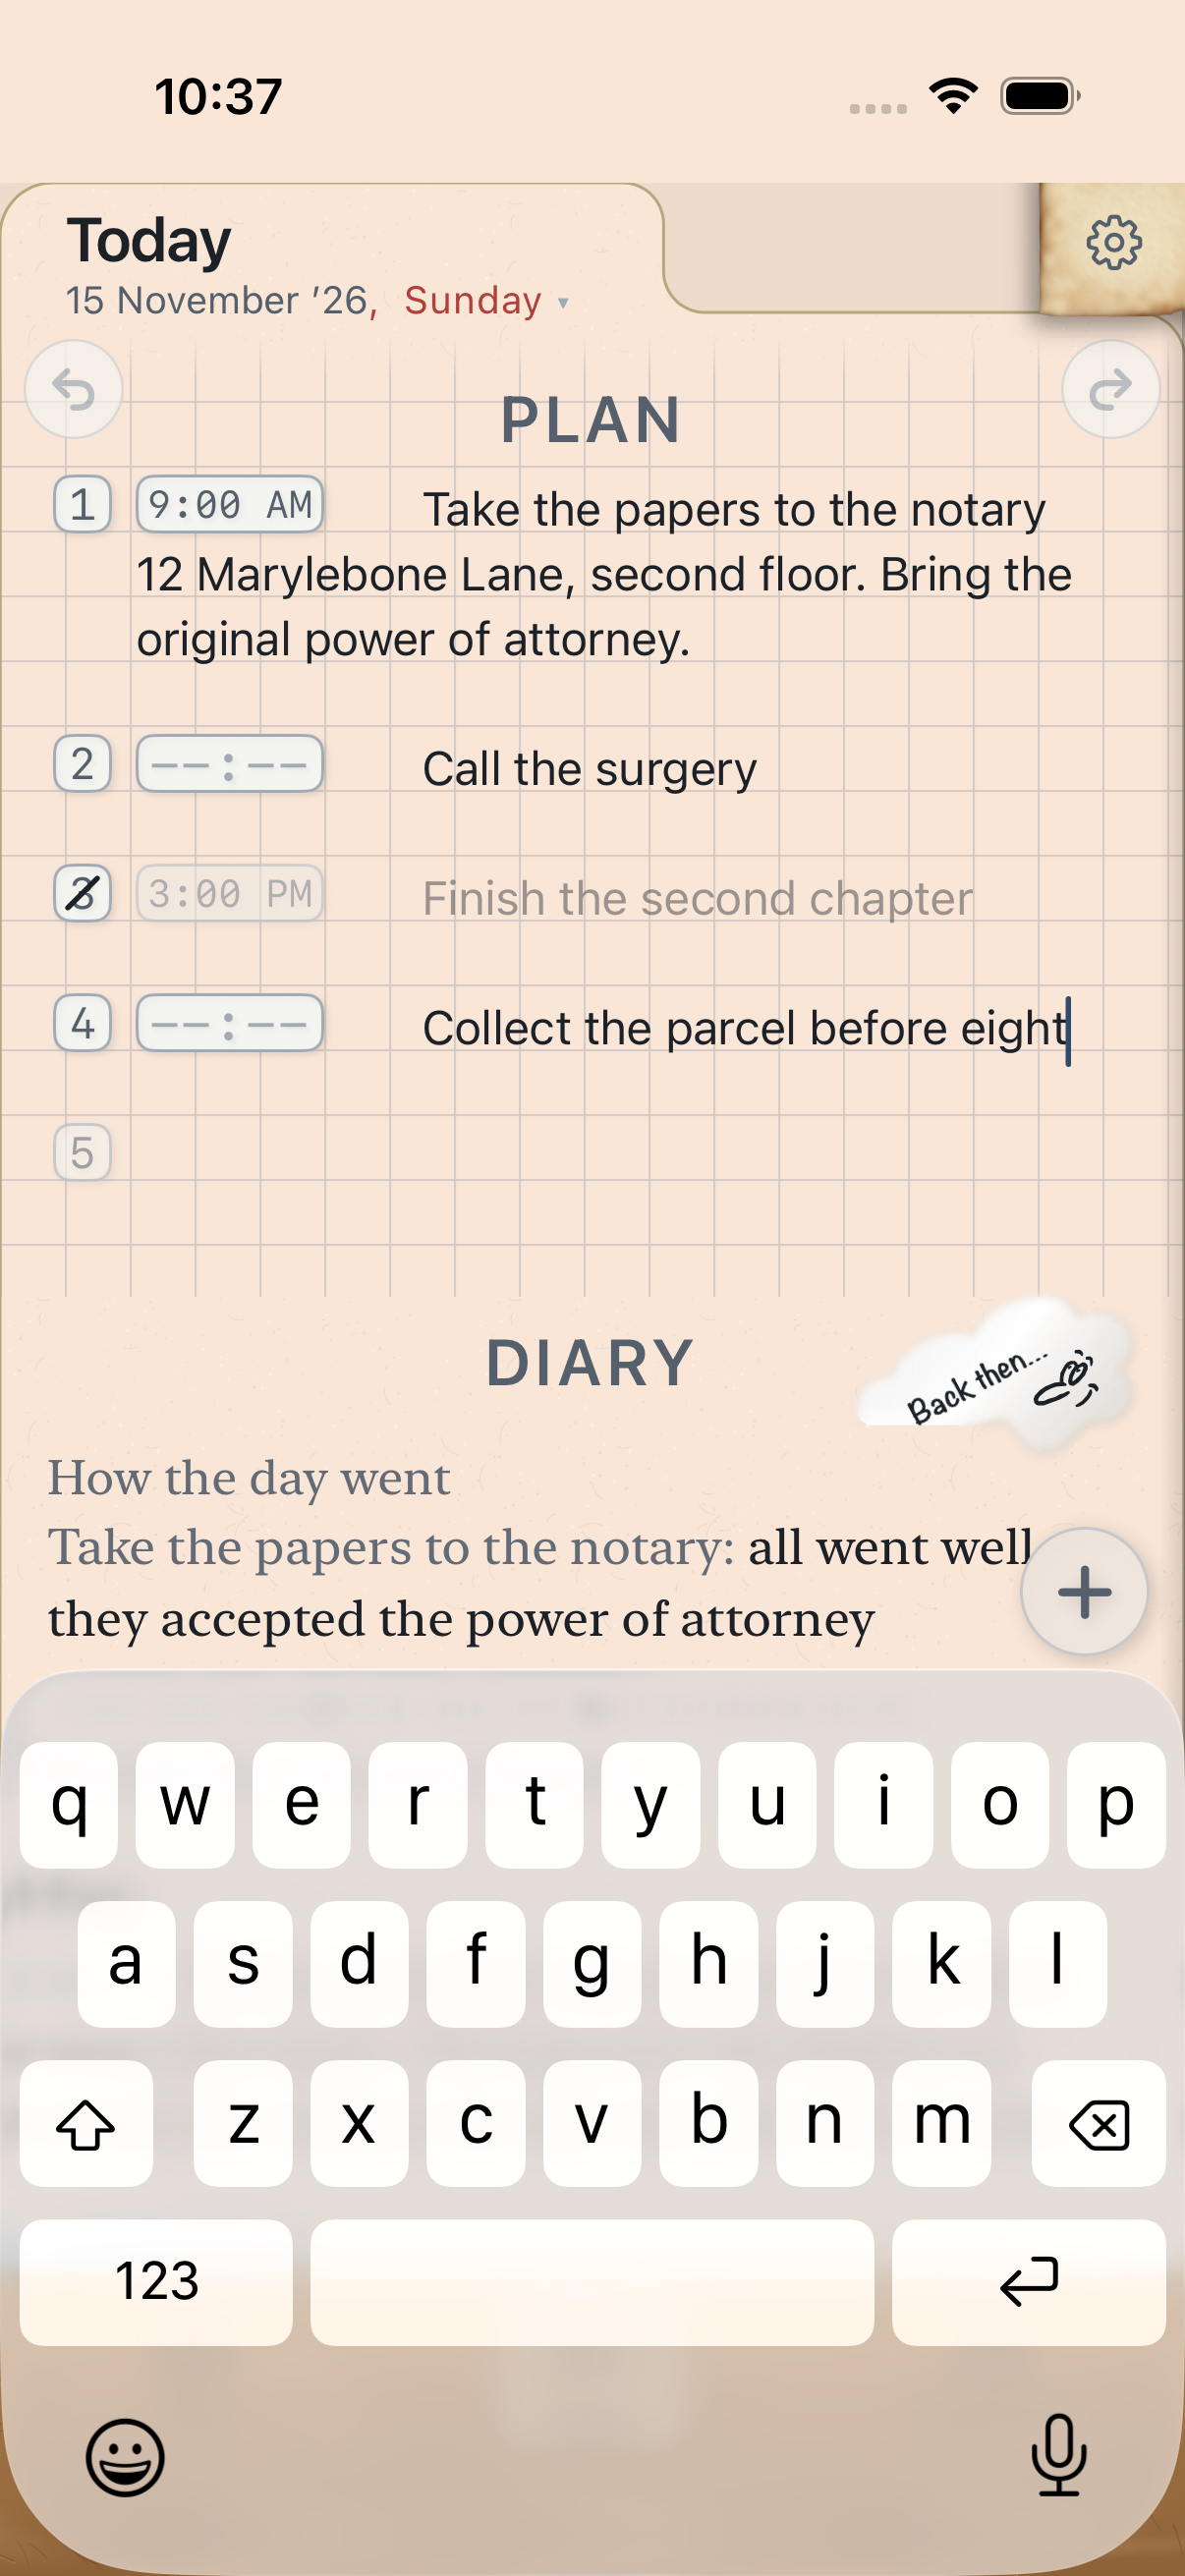 10:37
Today
15 November ’26, Sunday
PLAN
1 9:00 AM Take the papers to the notary
12 Marylebone Lane, second floor. Bring the
original power of attorney.
2 --:-- Call the surgery
3 3:00 PM Finish the second chapter
4 --:-- Collect the parcel before eight
5
DIARY
Back then...
How the day went
Take the papers to the notary: all went well
they accepted the power of attorney
q w e r t y u i o p
a s d f g h j k l
z x c v b n m
123